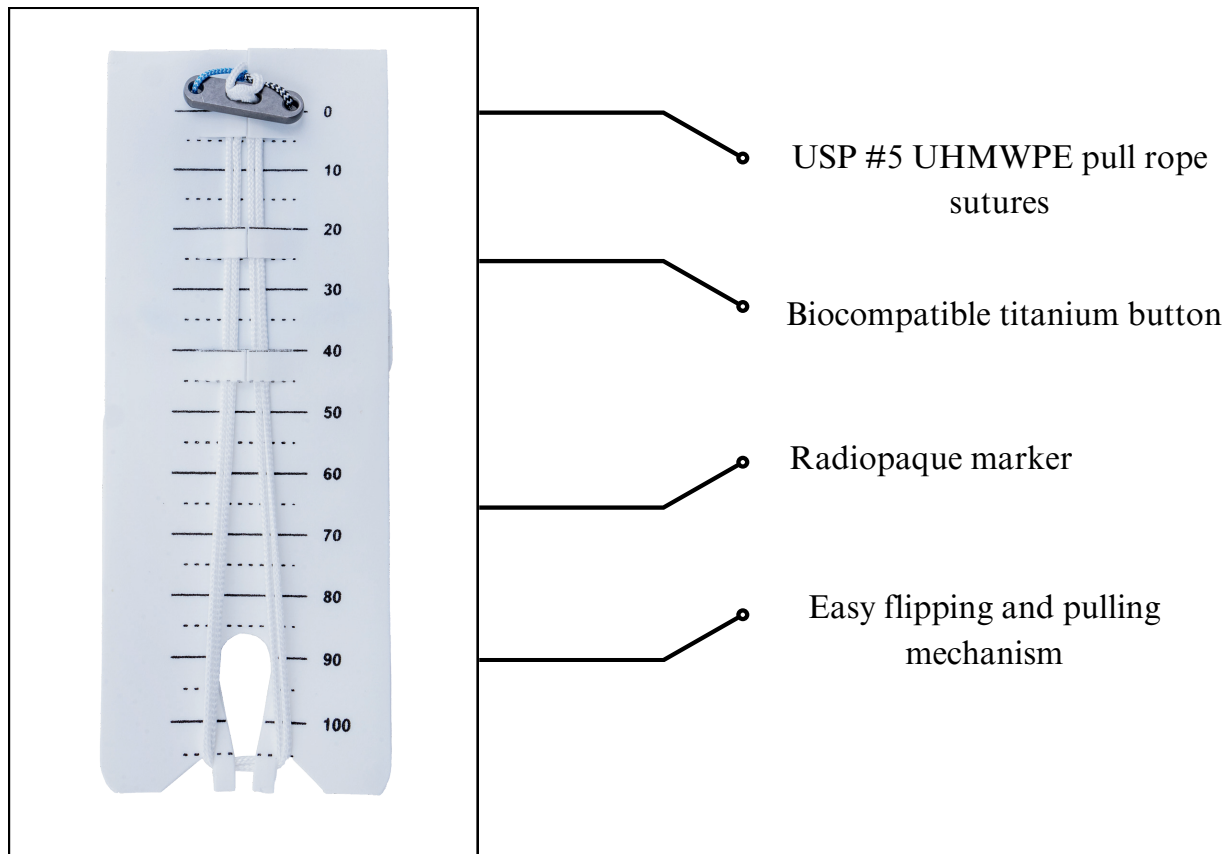 0
10
20
30
40
50
60
70
80
90
100
USP #5 UHMWPE pull rope
sutures
Biocompatible titanium button
Radiopaque marker
Easy flipping and pulling
mechanism